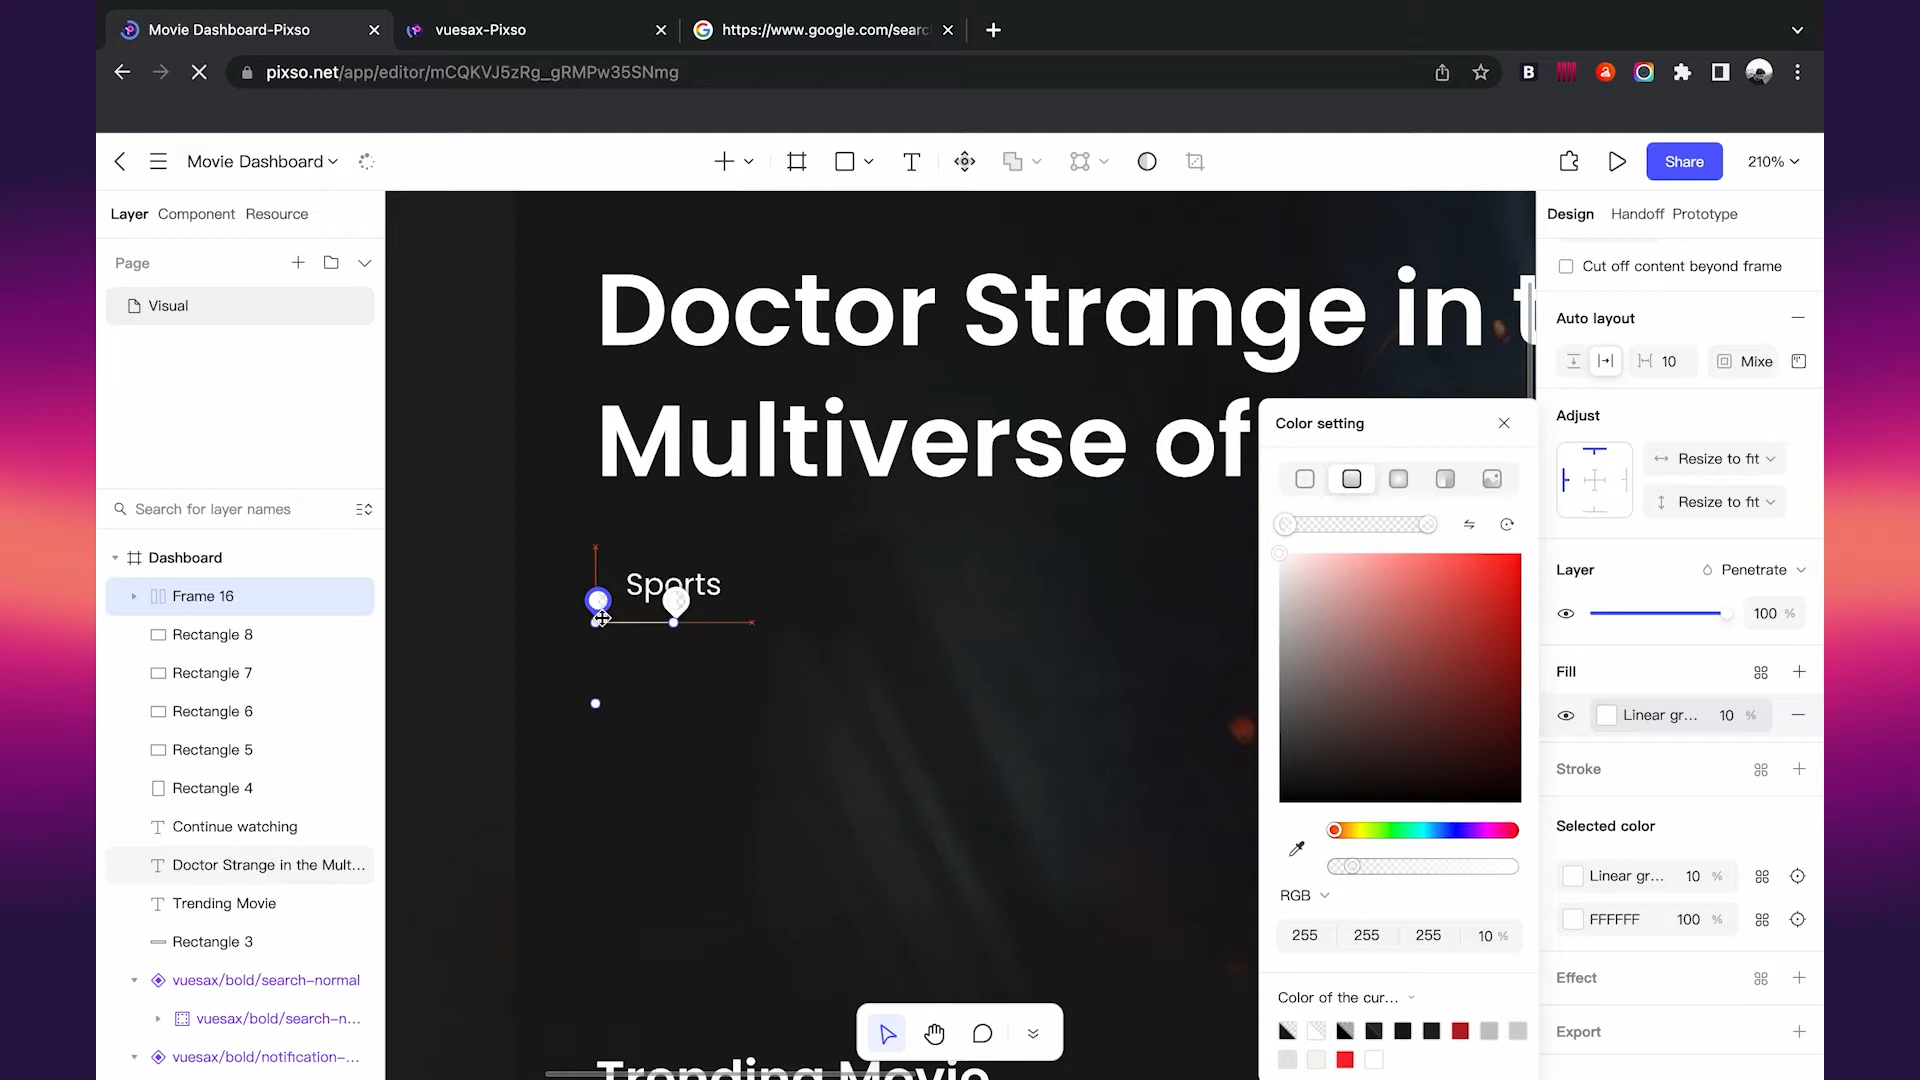 Movie Dashboard-Pixso
vuesax-Pixso
https://www.google.com/searc
pixso.net/app/editor/mCQKVJ5zRg_gRMPw35SNmg
B
Movie Dashboard
T
Share
210%
Layer Component Resource
Page
Visual
Search for layer names
Dashboard
Frame 16
Rectangle 8
Rectangle 7
Rectangle 6
Rectangle 5
Rectangle 4
Continue watching
Doctor Strange in the Mult...
Trending Movie
Rectangle 3
vuesax/bold/search-normal
vuesax/bold/search-n...
vuesax/bold/notification-...
Doctor Strange in t
Multiverse of
Sports
Trending Movie
Color setting
RGB
255 255 255 10 %
Color of the cur...
Design Handoff Prototype
Cut off content beyond frame
Auto layout
10 Mixe
Adjust
Resize to fit
Resize to fit
Layer Penetrate
100 %
Fill
Linear gr... 10 %
Stroke
Selected color
Linear gr... 10 %
FFFFFF 100 %
Effect
Export